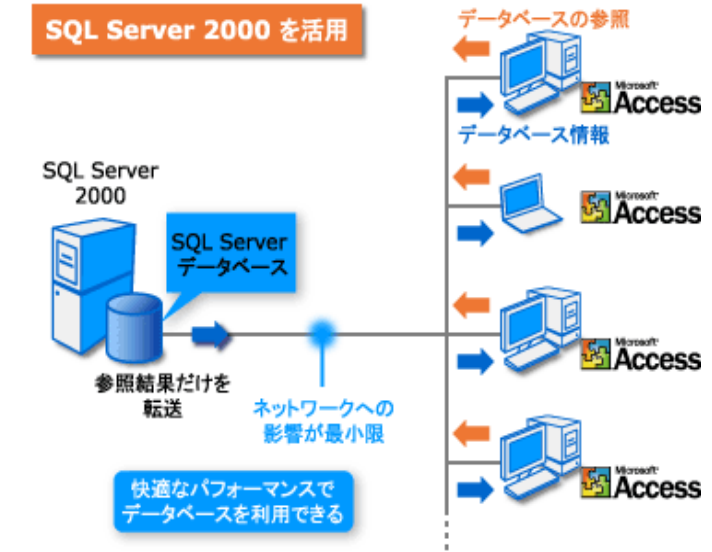 SQL Server 2000 を活用
データベースの参照
Microsoft
Access
データベース情報
SQL Server
2000
SQL Server
データベース
Microsoft
Access
参照結果だけを
転送
ネットワークへの
影響が最小限
Microsoft
Access
快適なパフォーマンスで
データベースを利用できる
Microsoft
Access